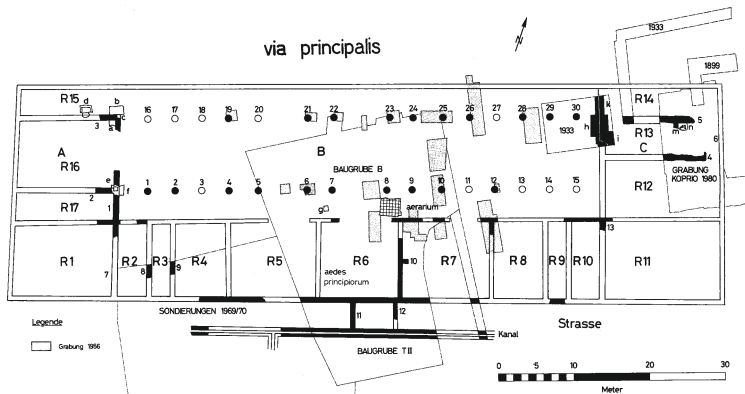 via principalis
N
1933
1899
R15
d
b
c
a
3
16
17
18
19
20
21
22
23
24
25
26
27
28
29
30
k
h
i
1933
R14
5
m
n
R13
6
A
R16
B
C
4
BAUGRUBE B
GRABUNG
KOPRIO 1980
e
f
2
1
1
2
3
4
5
6
7
8
9
10
11
12
13
14
15
R12
R17
g
aerarium
13
R1
R2
R3
R4
R5
R6
R7
R8
R9
R10
R11
7
8
9
10
aedes
principiorum
SONDIERUNGEN 1969/70
11
12
Strasse
Legende
Grabung 1956
Kanal
BAUGRUBE T II
0 5 10 20 30
Meter